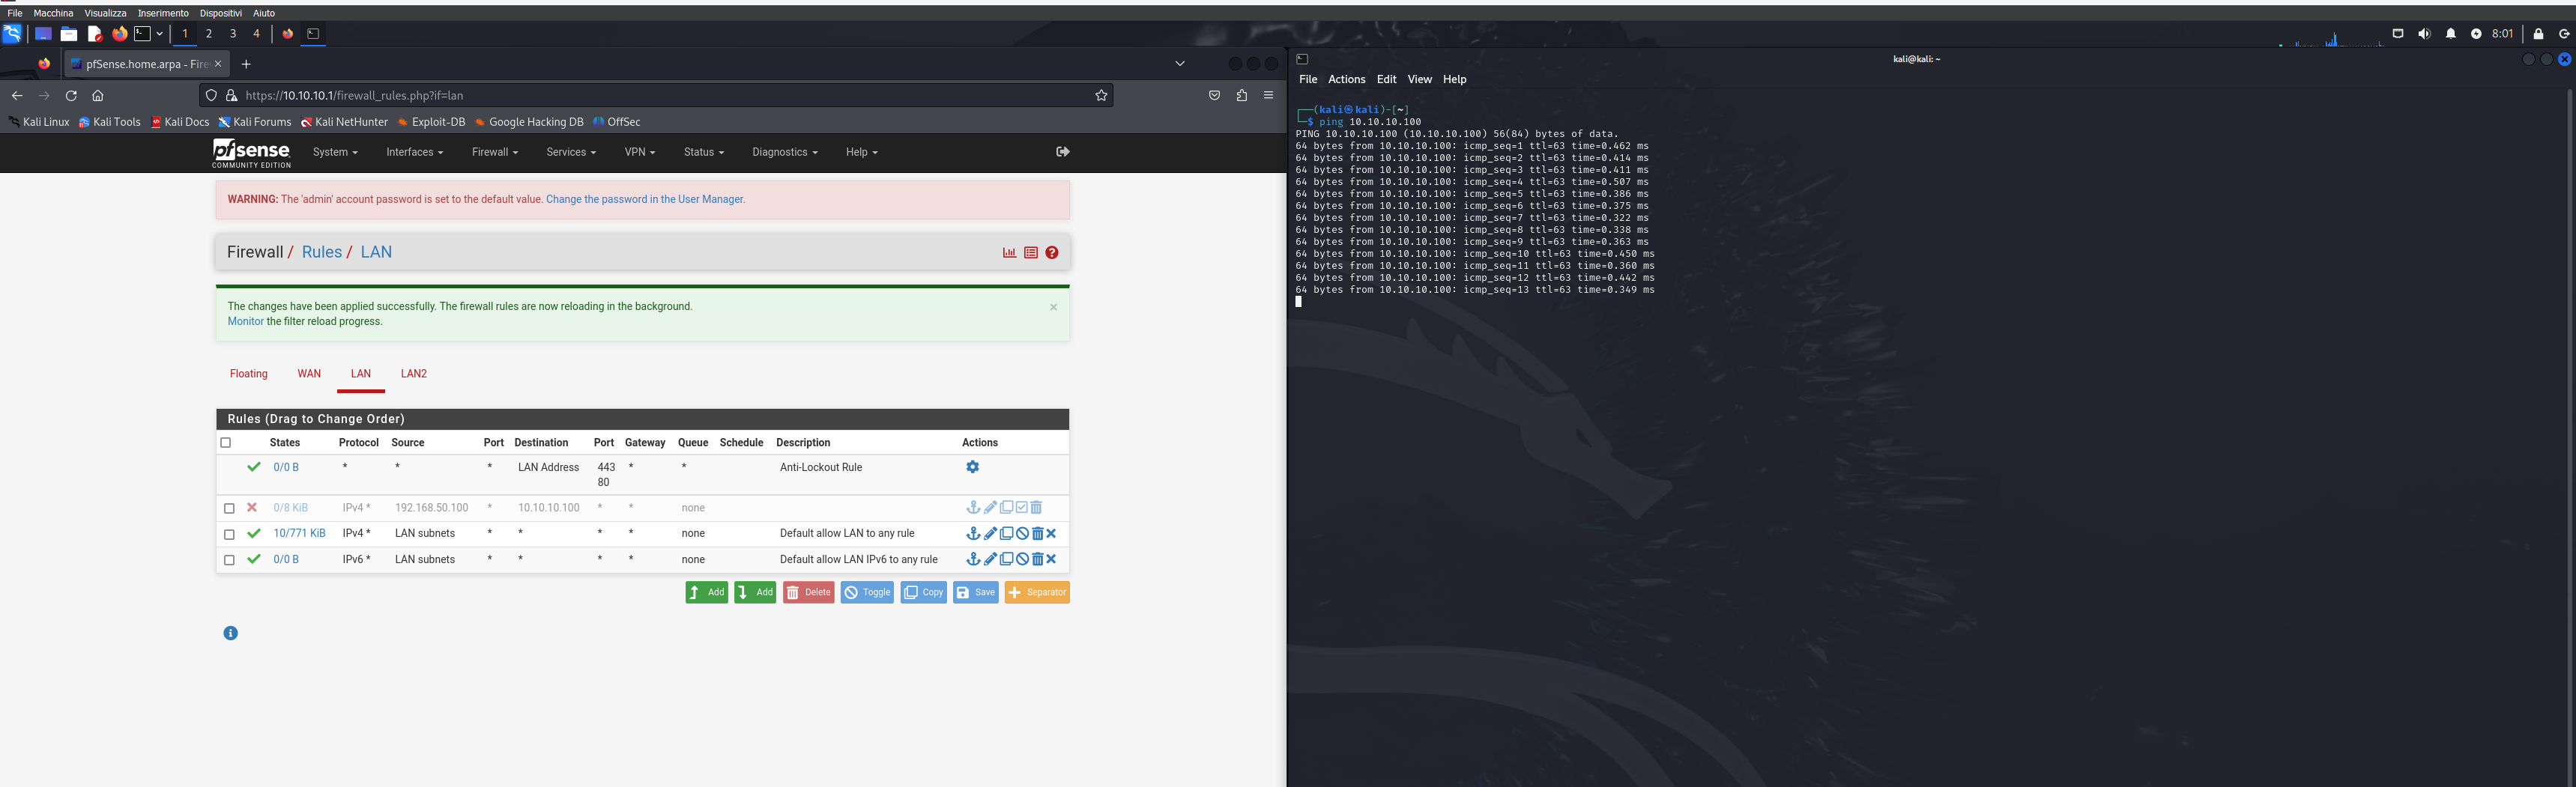 File Macchina Visualizza Inserimento Dispositivi Aiuto
1 2 3 4
8:01
pfSense.home.arpa - Fire
https://10.10.10.1/firewall_rules.php?if=lan
Kali Linux Kali Tools Kali Docs Kali Forums Kali NetHunter Exploit-DB Google Hacking DB OffSec
pfsense COMMUNITY EDITION
System Interfaces Firewall Services VPN Status Diagnostics Help
WARNING: The 'admin' account password is set to the default value. Change the password in the User Manager.
Firewall / Rules / LAN
The changes have been applied successfully. The firewall rules are now reloading in the background.
Monitor the filter reload progress.
Floating WAN LAN LAN2
Rules (Drag to Change Order)
States Protocol Source Port Destination Port Gateway Queue Schedule Description Actions
0/0 B * * * LAN Address 443 * * Anti-Lockout Rule
80
0/8 KiB IPv4 * 192.168.50.100 * 10.10.10.100 * * none
10/771 KiB IPv4 * LAN subnets * * * * none Default allow LAN to any rule
0/0 B IPv6 * LAN subnets * * * * none Default allow LAN IPv6 to any rule
Add Add Delete Toggle Copy Save Separator
kali@kali: ~
File Actions Edit View Help
┌──(kali㉿kali)-[~]
└─$ ping 10.10.10.100
PING 10.10.10.100 (10.10.10.100) 56(84) bytes of data.
64 bytes from 10.10.10.100: icmp_seq=1 ttl=63 time=0.462 ms
64 bytes from 10.10.10.100: icmp_seq=2 ttl=63 time=0.414 ms
64 bytes from 10.10.10.100: icmp_seq=3 ttl=63 time=0.411 ms
64 bytes from 10.10.10.100: icmp_seq=4 ttl=63 time=0.507 ms
64 bytes from 10.10.10.100: icmp_seq=5 ttl=63 time=0.386 ms
64 bytes from 10.10.10.100: icmp_seq=6 ttl=63 time=0.375 ms
64 bytes from 10.10.10.100: icmp_seq=7 ttl=63 time=0.322 ms
64 bytes from 10.10.10.100: icmp_seq=8 ttl=63 time=0.338 ms
64 bytes from 10.10.10.100: icmp_seq=9 ttl=63 time=0.363 ms
64 bytes from 10.10.10.100: icmp_seq=10 ttl=63 time=0.450 ms
64 bytes from 10.10.10.100: icmp_seq=11 ttl=63 time=0.360 ms
64 bytes from 10.10.10.100: icmp_seq=12 ttl=63 time=0.442 ms
64 bytes from 10.10.10.100: icmp_seq=13 ttl=63 time=0.349 ms